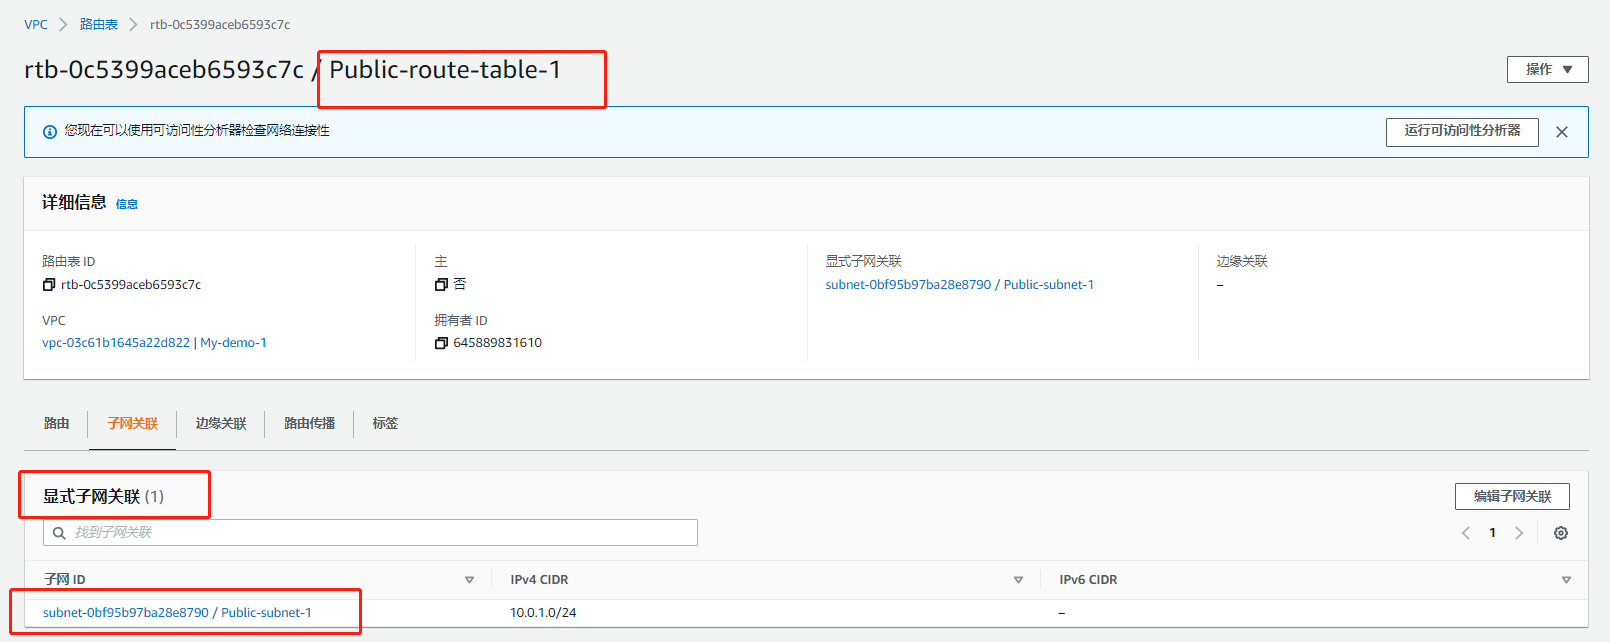 VPC 路由表 rtb-0c5399aceb6593c7c
rtb-0c5399aceb6593c7c / Public-route-table-1
操作
您现在可以使用可访问性分析器检查网络连接性
运行可访问性分析器
详细信息 信息
路由表 ID
rtb-0c5399aceb6593c7c
主
否
显式子网关联
subnet-0bf95b97ba28e8790 / Public-subnet-1
边缘关联
–
VPC
vpc-03c61b1645a22d822 | My-demo-1
拥有者 ID
645889831610
路由 子网关联 边缘关联 路由传播 标签
显式子网关联 (1)
编辑子网关联
找到子网关联
1
子网 ID IPv4 CIDR IPv6 CIDR
subnet-0bf95b97ba28e8790 / Public-subnet-1 10.0.1.0/24 –